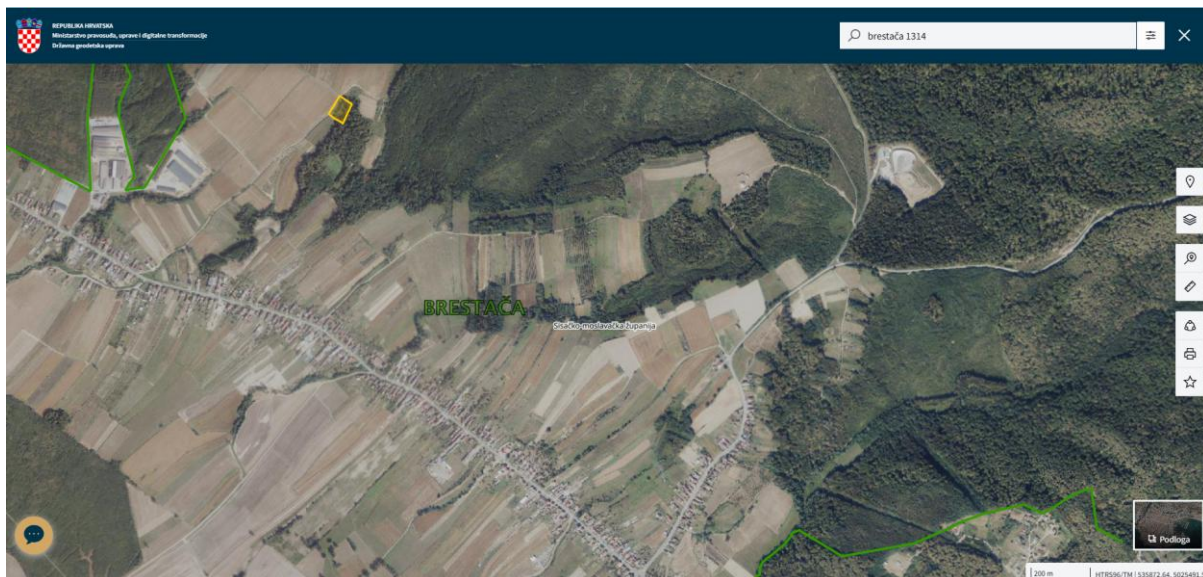 REPUBLIKA HRVATSKA
Ministarstvo pravosuđa, uprave i digitalne transformacije
Državna geodetska uprava
brestača 1314
BRESTAČA
Sisačko-moslavačka županija
Podloga
200 m
HTRS96/TM | 535872.64, 5025491